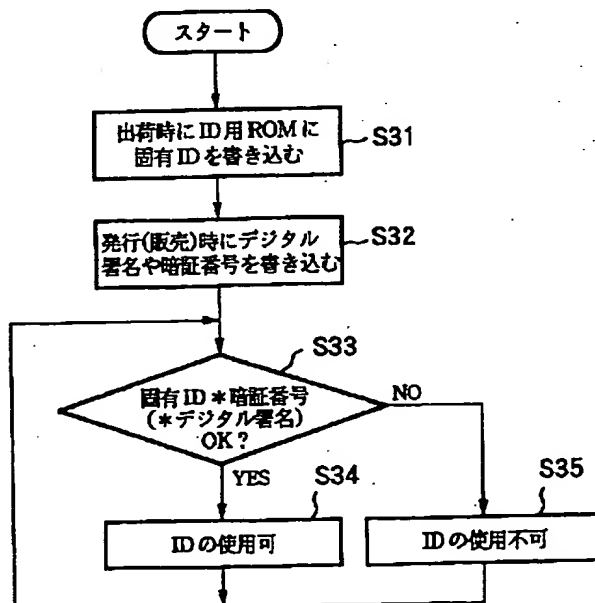 スタート
出荷時にID用ROMに
固有IDを書き込む
S31
発行(販売)時にデジタル
署名や暗証番号を書き込む
S32
S33
固有ID*暗証番号
(*デジタル署名)
OK?
NO
YES
S34
S35
IDの使用可
IDの使用不可